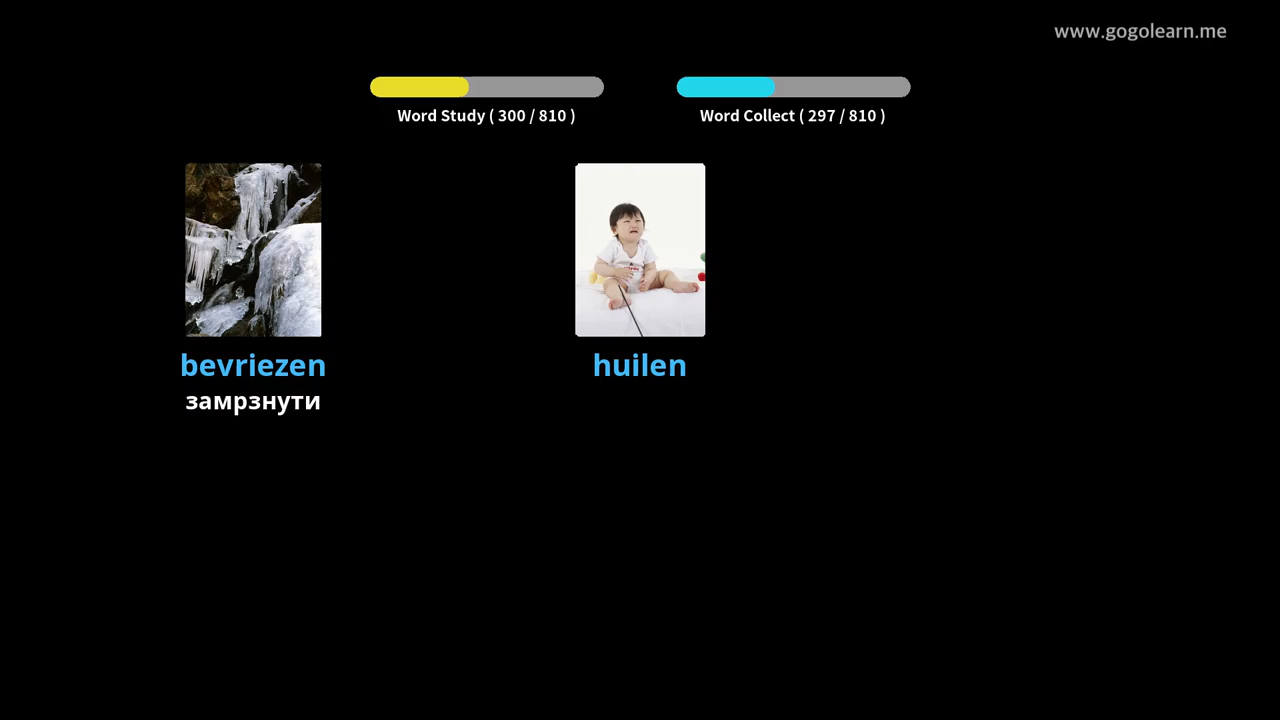 www.gogolearn.me
Word Study ( 300 / 810 )
Word Collect ( 297 / 810 )
bevriezen
замрзнути
huilen